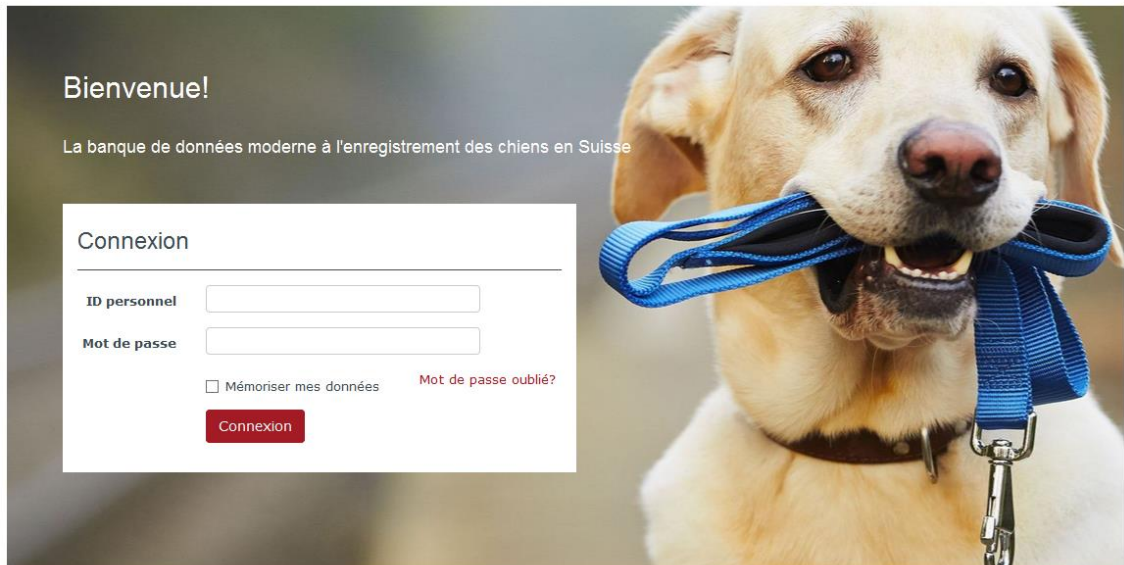 Bienvenue!
La banque de données moderne à l'enregistrement des chiens en Suisse
Connexion
ID personnel
Mot de passe
Mémoriser mes données
Mot de passe oublié?
Connexion